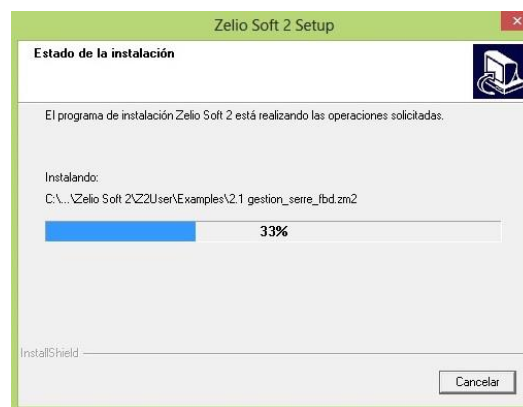 Zelio Soft 2 Setup
Estado de la instalación
El programa de instalación Zelio Soft 2 está realizando las operaciones solicitadas.
Instalando:
C:\...\Zelio Soft 2\Z2User\Examples\2.1 gestion_serre_fbd.zm2
33%
InstallShield
Cancelar